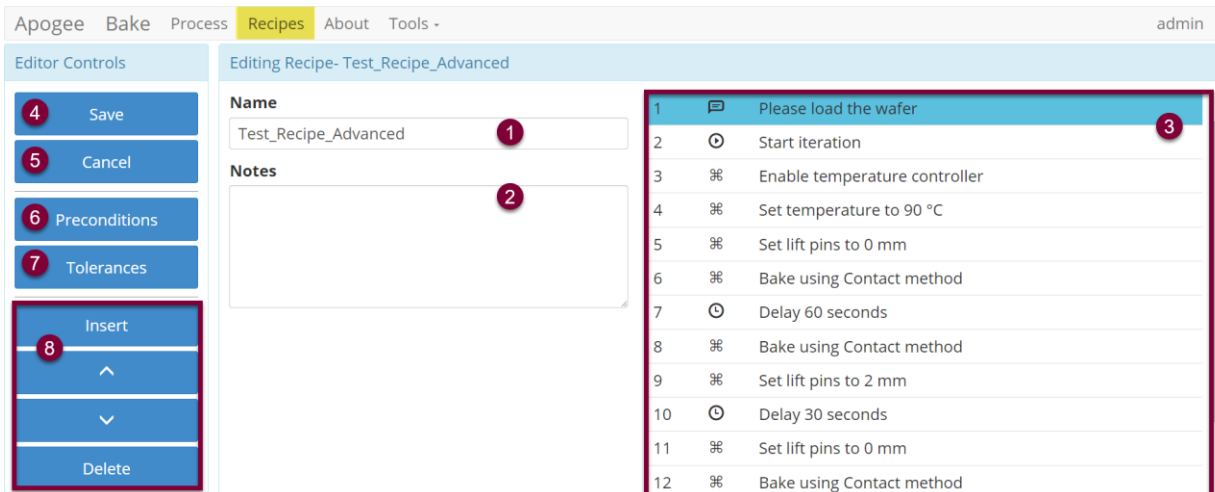 Apogee Bake Process Recipes About Tools admin
Editor Controls
Editing Recipe- Test_Recipe_Advanced
4 Save
5 Cancel
6 Preconditions
7 Tolerances
8
Insert
Delete
Name
Test_Recipe_Advanced 1
Notes
2
3
1 Please load the wafer
2 Start iteration
3 ⌘ Enable temperature controller
4 ⌘ Set temperature to 90 °C
5 ⌘ Set lift pins to 0 mm
6 ⌘ Bake using Contact method
7 Delay 60 seconds
8 ⌘ Bake using Contact method
9 ⌘ Set lift pins to 2 mm
10 Delay 30 seconds
11 ⌘ Set lift pins to 0 mm
12 ⌘ Bake using Contact method